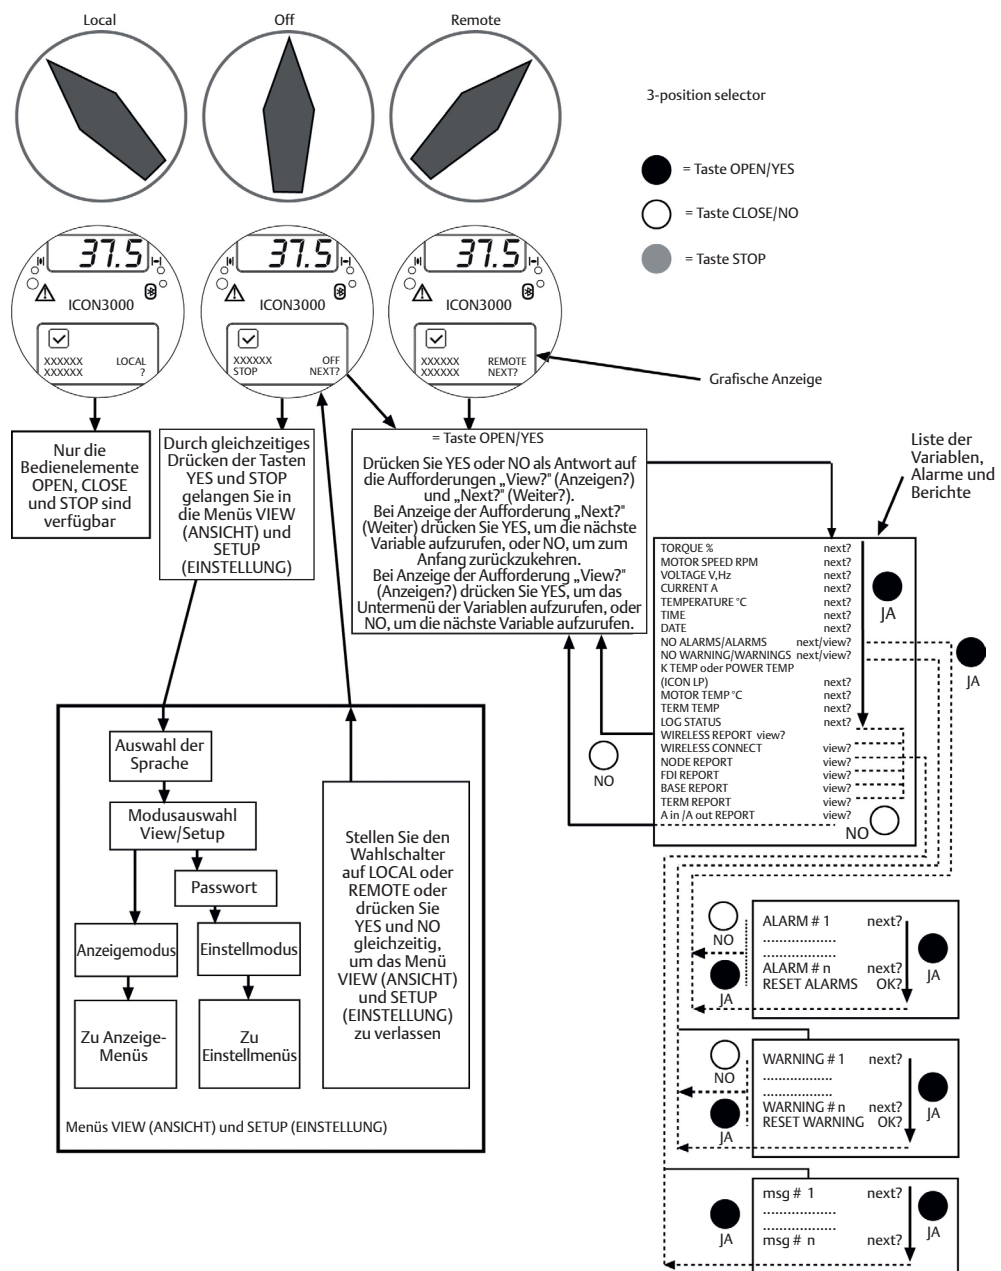 Local
Off
Remote
3-position selector
= Taste OPEN/YES
= Taste CLOSE/NO
= Taste STOP
37.5
ICON3000
XXXXXX LOCAL
XXXXXX ?
37.5
ICON3000
XXXXXX OFF
STOP NEXT?
37.5
ICON3000
XXXXXX REMOTE
XXXXXX NEXT?
Grafische Anzeige
Nur die
Bedienelemente
OPEN, CLOSE
und STOP sind
verfügbar
Durch gleichzeitiges
Drücken der Tasten
YES und STOP
gelangen Sie in
die Menüs VIEW
(ANSICHT) und
SETUP
(EINSTELLUNG)
= Taste OPEN/YES
Drücken Sie YES oder NO als Antwort auf
die Aufforderungen „View?" (Anzeigen?)
und „Next?" (Weiter?).
Bei Anzeige der Aufforderung „Next?"
(Weiter) drücken Sie YES, um die nächste
Variable aufzurufen, oder NO, um zum
Anfang zurückzukehren.
Bei Anzeige der Aufforderung „View?"
(Anzeigen?) drücken Sie YES, um das
Untermenü der Variablen aufzurufen, oder
NO, um die nächste Variable aufzurufen.
Liste der
Variablen,
Alarme und
Berichte
TORQUE % next?
MOTOR SPEED RPM next?
VOLTAGE V,Hz next?
CURRENT A next?
TEMPERATURE °C next?
TIME next?
DATE next?
NO ALARMS/ALARMS next/view?
NO WARNING/WARNINGS next/view?
K TEMP oder POWER TEMP
(ICON LP) next?
MOTOR TEMP °C next?
TERM TEMP next?
LOG STATUS next?
WIRELESS REPORT view?
WIRELESS CONNECT view?
NODE REPORT view?
FDI REPORT view?
BASE REPORT view?
TERM REPORT view?
A in /A out REPORT view?
JA
JA
NO
NO
Auswahl der
Sprache
Modusauswahl
View/Setup
Passwort
Anzeigemodus
Einstellmodus
Zu Anzeige-
Menüs
Zu
Einstellmenüs
Stellen Sie den
Wahlschalter
auf LOCAL oder
REMOTE oder
drücken Sie
YES und NO
gleichzeitig,
um das Menü
VIEW (ANSICHT)
und SETUP
(EINSTELLUNG)
zu verlassen
Menüs VIEW (ANSICHT) und SETUP (EINSTELLUNG)
NO
JA
ALARM # 1 next?
..................
ALARM # n next?
RESET ALARMS OK?
JA
NO
JA
WARNING # 1 next?
..................
..................
WARNING # n next?
RESET WARNING OK?
JA
JA
msg # 1 next?
..................
..................
msg # n next?
JA